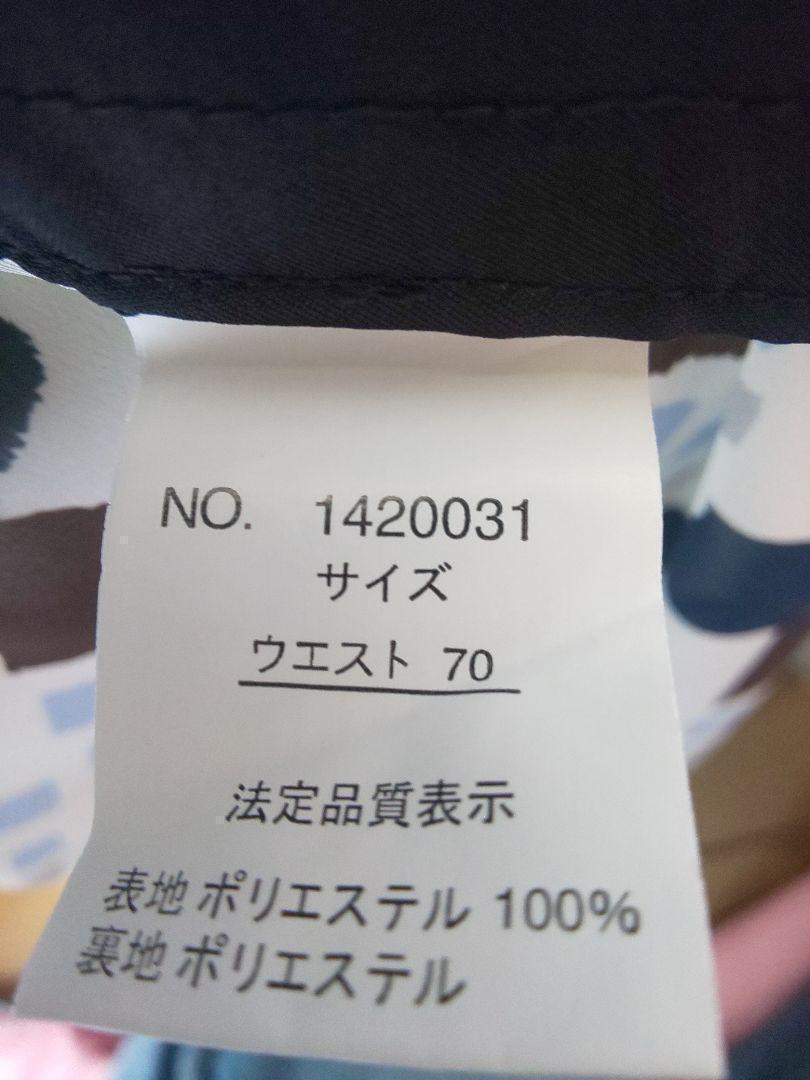 NO. 1420031
サイズ
ウエスト 70
法定品質表示
表地 ポリエステル 100%
裏地 ポリエステル